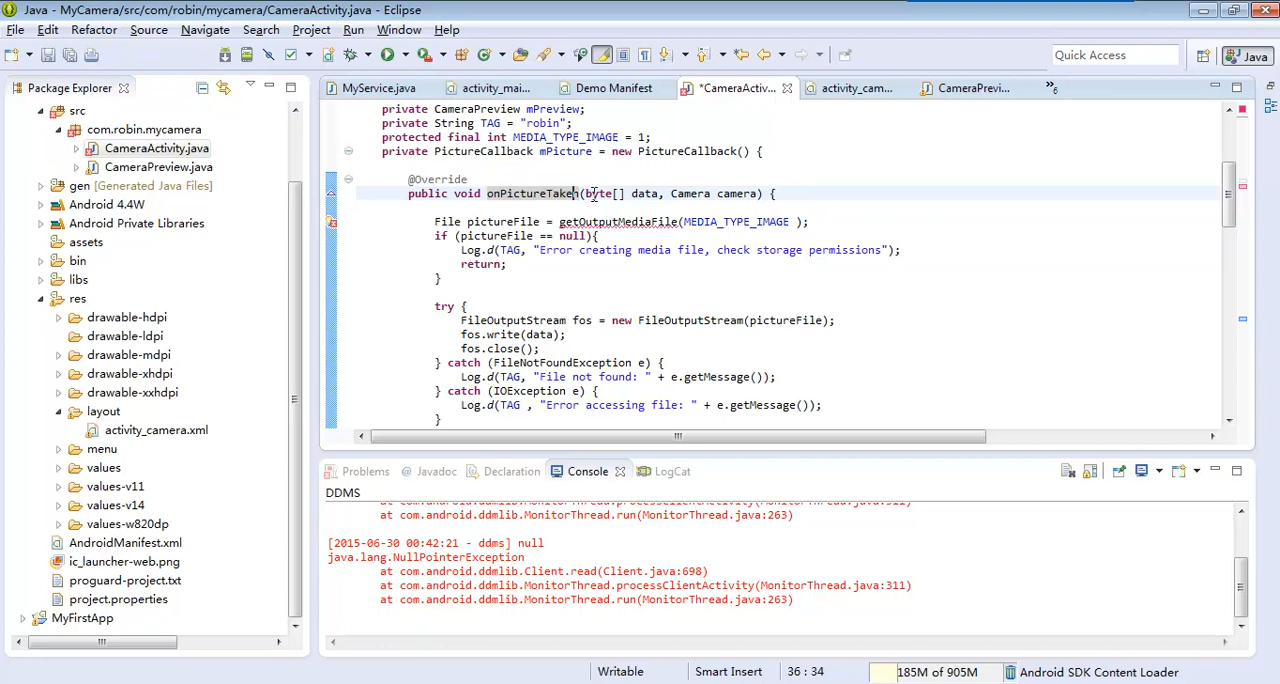 Java - MyCamera/src/com/robin/mycamera/CameraActivity.java - Eclipse
File Edit Refactor Source Navigate Search Project Run Window Help
Quick Access
Java
Package Explorer
src
com.robin.mycamera
CameraActivity.java
CameraPreview.java
gen [Generated Java Files]
Android 4.4W
Android Private Libraries
assets
bin
libs
res
drawable-hdpi
drawable-ldpi
drawable-mdpi
drawable-xhdpi
drawable-xxhdpi
layout
activity_camera.xml
menu
values
values-v11
values-v14
values-w820dp
AndroidManifest.xml
ic_launcher-web.png
proguard-project.txt
project.properties
MyFirstApp
MyService.java activity_mai... Demo Manifest *CameraActiv... activity_cam... CameraPrevi... »6
private CameraPreview mPreview;
private String TAG = "robin";
protected final int MEDIA_TYPE_IMAGE = 1;
private PictureCallback mPicture = new PictureCallback() {
@Override
public void onPictureTaken(byte[] data, Camera camera) {
File pictureFile = getOutputMediaFile(MEDIA_TYPE_IMAGE );
if (pictureFile == null){
Log.d(TAG, "Error creating media file, check storage permissions");
return;
}
try {
FileOutputStream fos = new FileOutputStream(pictureFile);
fos.write(data);
fos.close();
} catch (FileNotFoundException e) {
Log.d(TAG, "File not found: " + e.getMessage());
} catch (IOException e) {
Log.d(TAG , "Error accessing file: " + e.getMessage());
}
Problems @ Javadoc Declaration Console LogCat
DDMS
at com.android.ddmlib.MonitorThread.processClientActivity(MonitorThread.java:311)
at com.android.ddmlib.MonitorThread.run(MonitorThread.java:263)
[2015-06-30 00:42:21 - ddms] null
java.lang.NullPointerException
at com.android.ddmlib.Client.read(Client.java:698)
at com.android.ddmlib.MonitorThread.processClientActivity(MonitorThread.java:311)
at com.android.ddmlib.MonitorThread.run(MonitorThread.java:263)
Writable Smart Insert 36 : 34 185M of 905M Android SDK Content Loader